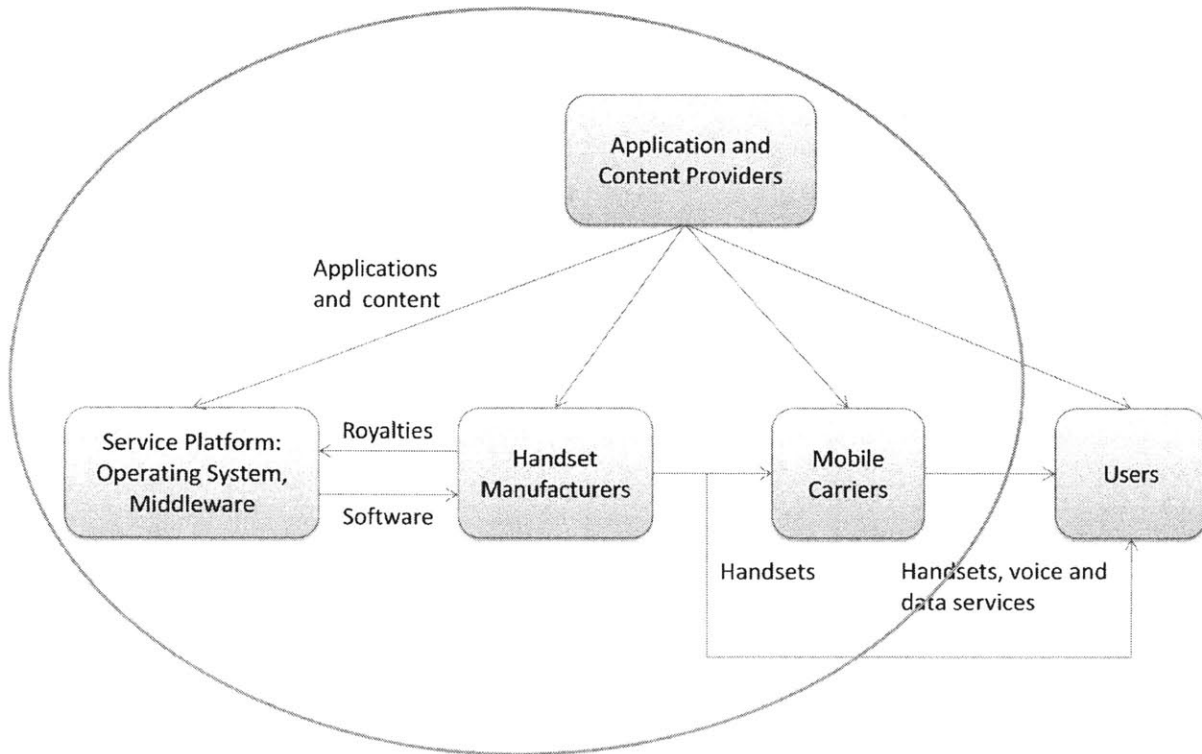 Application and
Content Providers
Applications
and content
Service Platform:
Operating System,
Middleware
Royalties
Software
Handset
Manufacturers
Mobile
Carriers
Users
Handsets
Handsets, voice and
data services